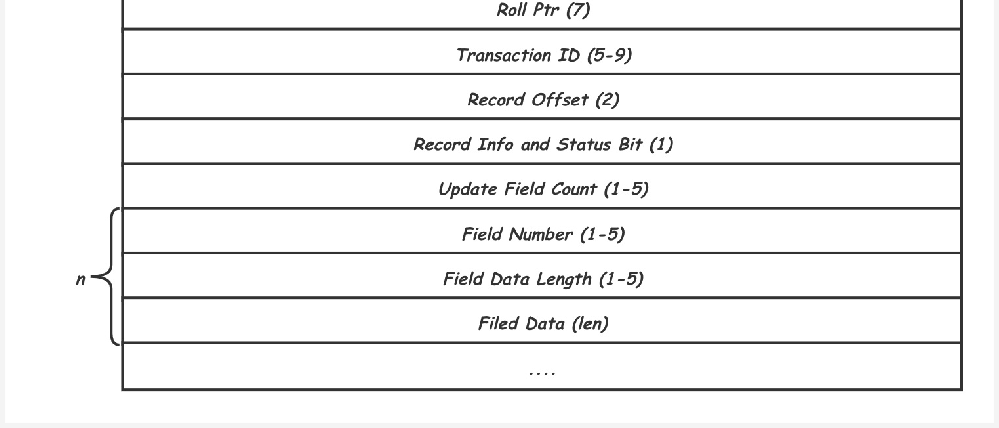 Roll Ptr (7)
Transaction ID (5-9)
Record Offset (2)
Record Info and Status Bit (1)
Update Field Count (1-5)
Field Number (1-5)
n
Field Data Length (1-5)
Filed Data (len)
....